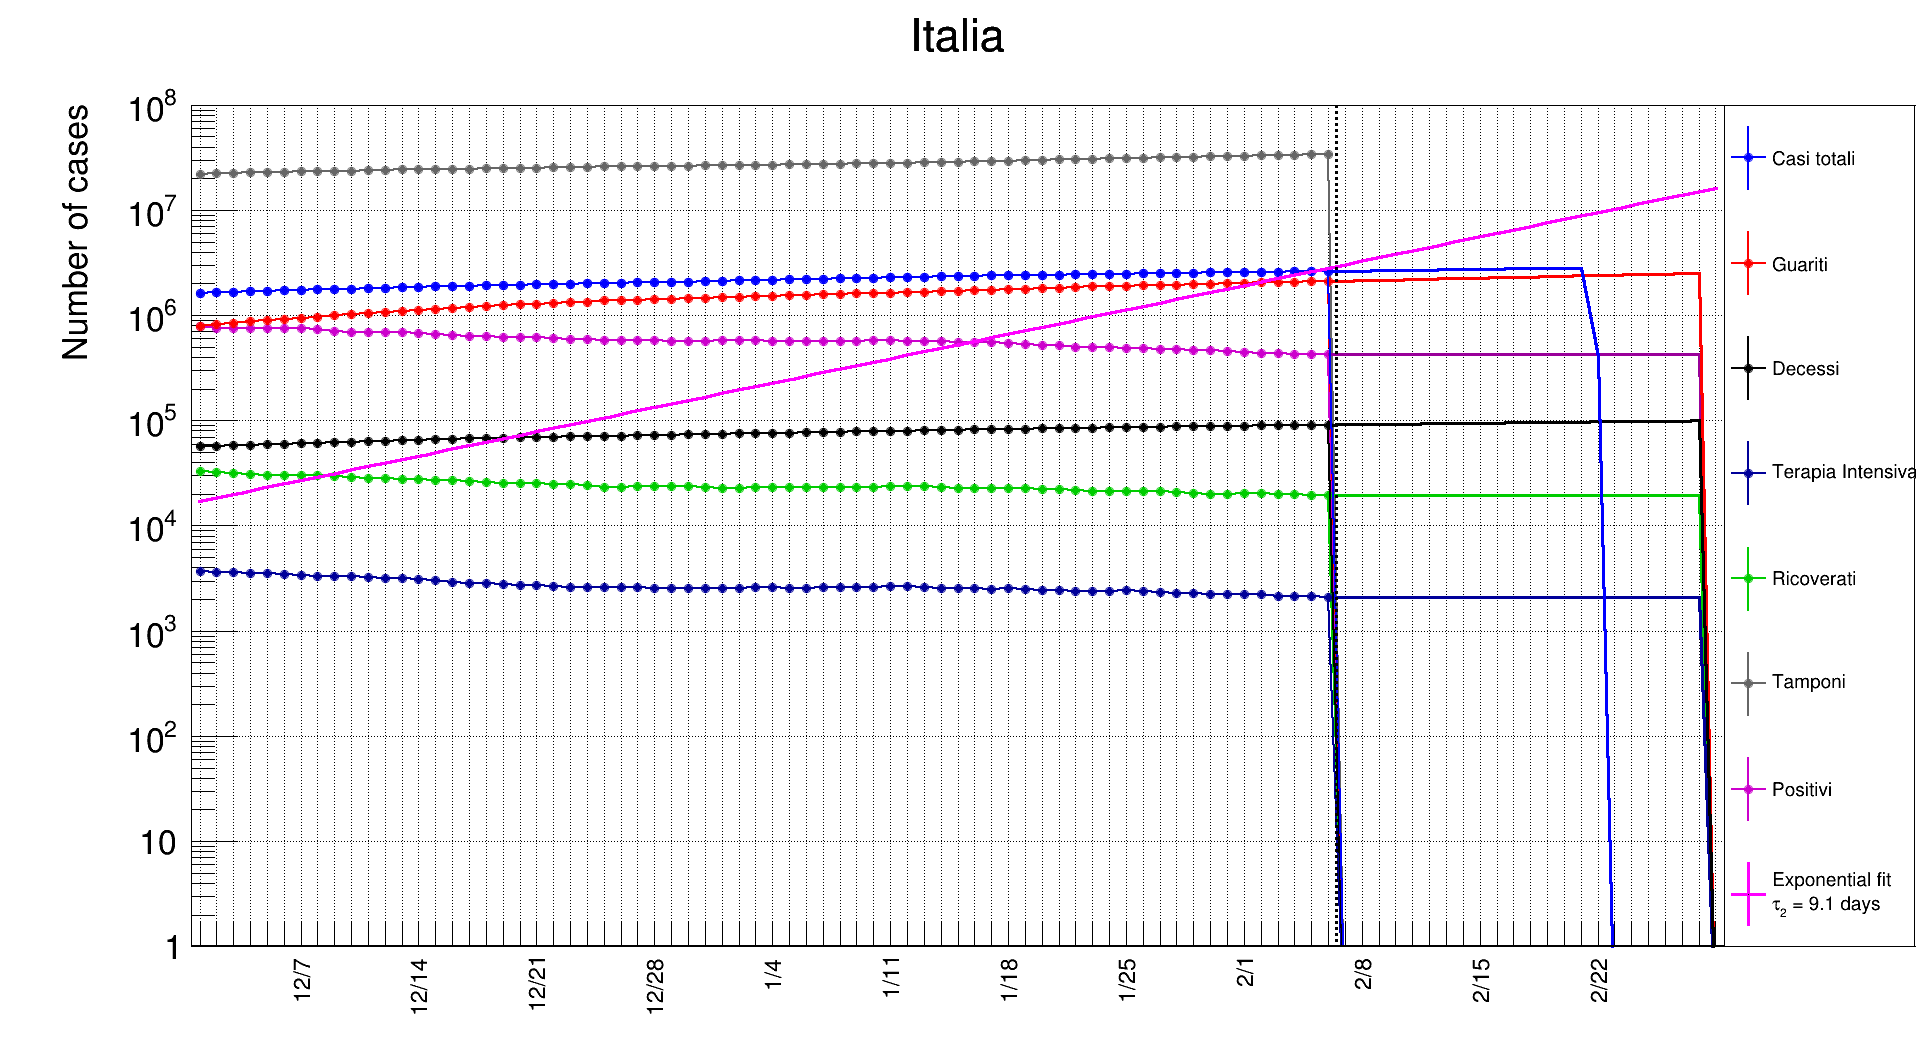 Italia
Number of cases
10^8
10^7
10^6
10^5
10^4
10^3
10^2
10
1
12/7
12/14
12/21
12/28
1/4
1/11
1/18
1/25
2/1
2/8
2/15
2/22
Casi totali
Guariti
Decessi
Terapia Intensiva
Ricoverati
Tamponi
Positivi
Exponential fit
τ₂ = 9.1 days